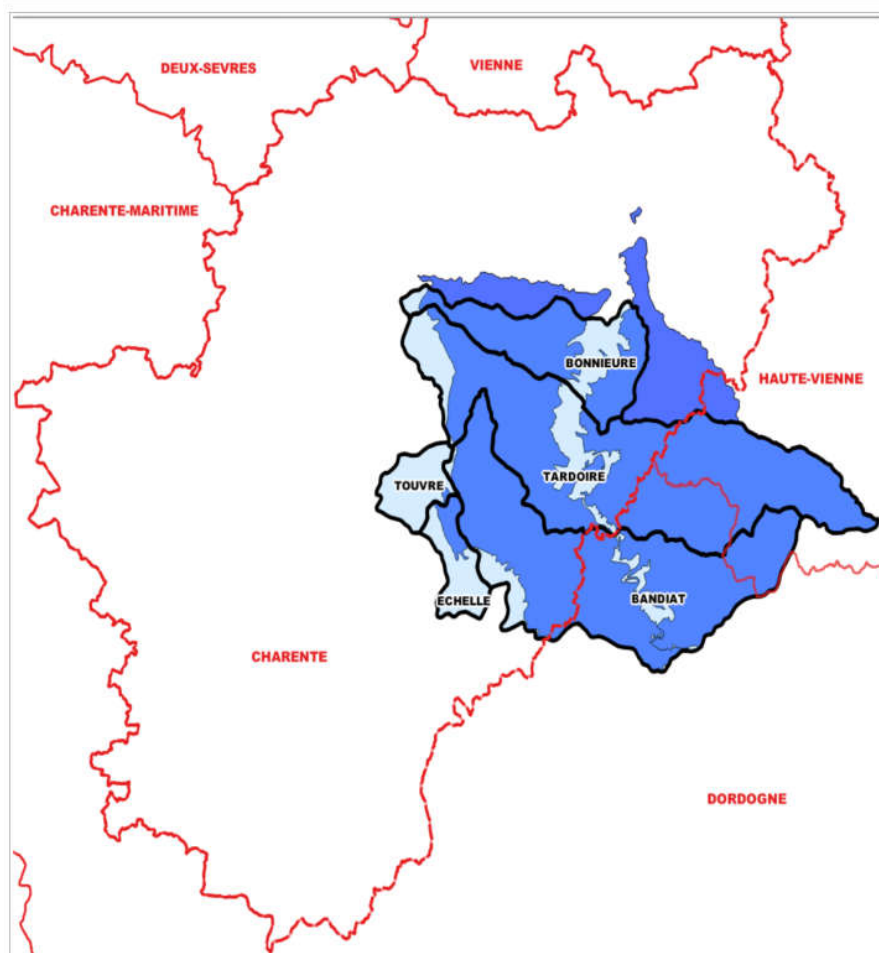 VIENNE
DEUX-SEVRES
CHARENTE-MARITIME
BONNIEURE
HAUTE-VIENNE
TARDOIRE
TOUVRE
BANDIAT
ECHELLE
CHARENTE
DORDOGNE